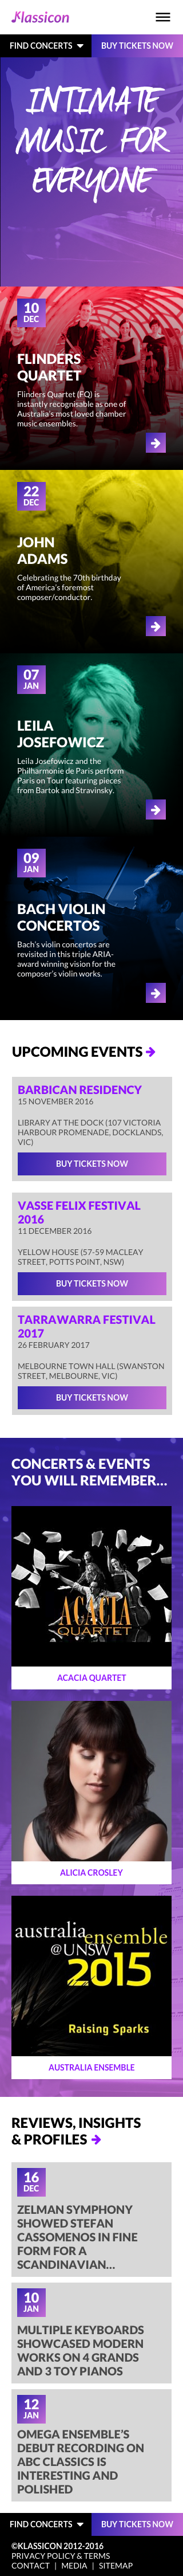 Klassicon
FIND CONCERTS
BUY TICKETS NOW
INTIMATE
MUSIC FOR
EVERYONE
10
DEC
FLINDERS
QUARTET
Flinders Quartet (FQ) is
instantly recognisable as one of
Australia's most loved chamber
music ensembles.
22
DEC
JOHN
ADAMS
Celebrating the 70th birthday
of America's foremost
composer/conductor.
07
JAN
LEILA
JOSEFOWICZ
Leila Josefowicz and the
Philharmonie de Paris perform
Paris on Tour featuring pieces
from Bartok and Stravinsky.
09
JAN
BACH VIOLIN
CONCERTOS
Bach's violin concertos are
revisited in this triple ARIA-
award winning vision for the
composer's violin works.
UPCOMING EVENTS
BARBICAN RESIDENCY
15 NOVEMBER 2016
LIBRARY AT THE DOCK (107 VICTORIA
HARBOUR PROMENADE, DOCKLANDS,
VIC)
BUY TICKETS NOW
VASSE FELIX FESTIVAL
2016
11 DECEMBER 2016
YELLOW HOUSE (57-59 MACLEAY
STREET, POTTS POINT, NSW)
BUY TICKETS NOW
TARRAWARRA FESTIVAL
2017
26 FEBRUARY 2017
MELBOURNE TOWN HALL (SWANSTON
STREET, MELBOURNE, VIC)
BUY TICKETS NOW
CONCERTS & EVENTS
YOU WILL REMEMBER...
ACACIA
QUARTET
ACACIA QUARTET
ALICIA CROSLEY
australia
ensemble
@UNSW
2015
Raising Sparks
AUSTRALIA ENSEMBLE
REVIEWS, INSIGHTS
& PROFILES
16
DEC
ZELMAN SYMPHONY
SHOWED STEFAN
CASSOMENOS IN FINE
FORM FOR A
SCANDINAVIAN...
10
JAN
MULTIPLE KEYBOARDS
SHOWCASED MODERN
WORKS ON 4 GRANDS
AND 3 TOY PIANOS
12
JAN
OMEGA ENSEMBLE'S
DEBUT RECORDING ON
ABC CLASSICS IS
INTERESTING AND
POLISHED
FIND CONCERTS
BUY TICKETS NOW
©KLASSICON 2012-2016
PRIVACY POLICY & TERMS
CONTACT | MEDIA | SITEMAP